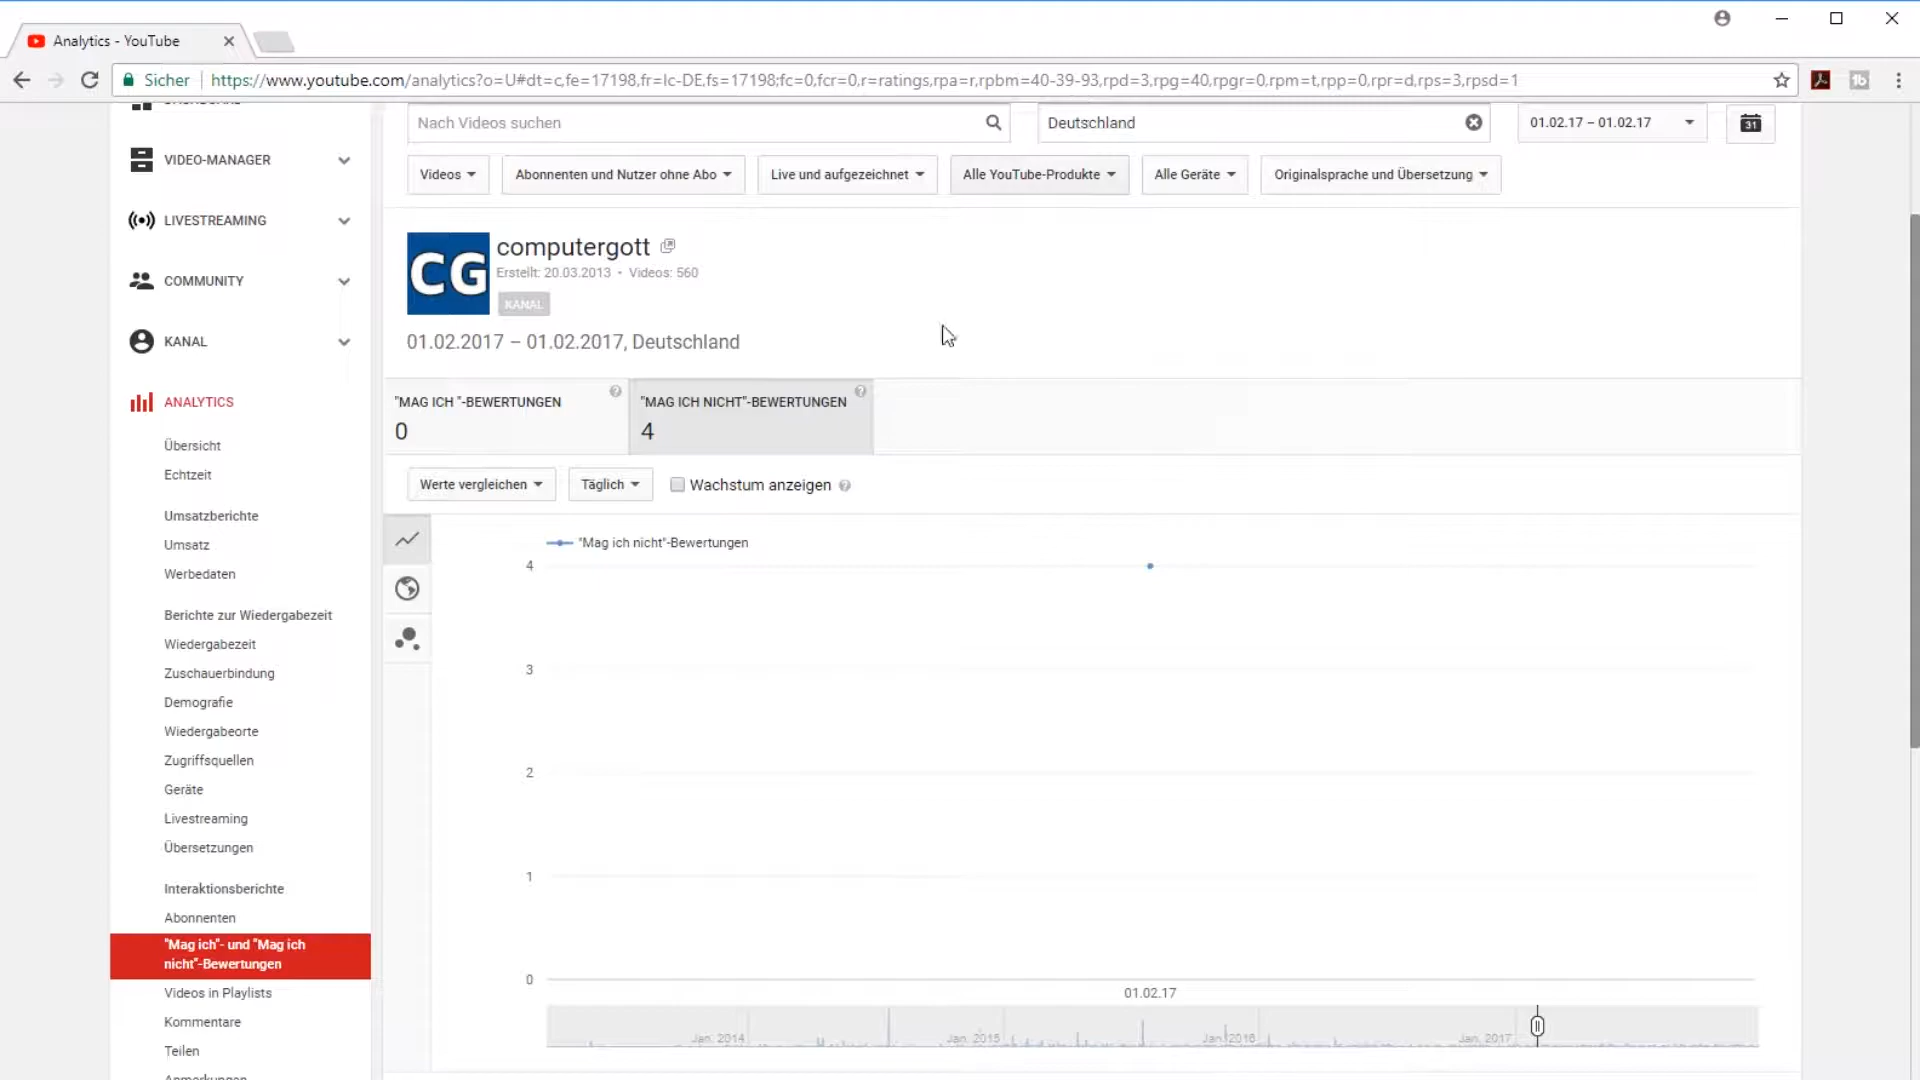 Analytics - YouTube
Sicher
https://www.youtube.com/analytics?o=U#dt=c,fe=17198,fr=lc-DE,fs=17198;fc=0,fcr=0,r=ratings,rpa=r,rpbm=40-39-93,rpd=3,rpg=40,rpgr=0,rpm=t,rpp=0,rpr=d,rps=3,rpsd=1
DASHBOARD
VIDEO-MANAGER
LIVESTREAMING
COMMUNITY
KANAL
ANALYTICS
Übersicht
Echtzeit
Umsatzberichte
Umsatz
Werbedaten
Berichte zur Wiedergabezeit
Wiedergabezeit
Zuschauerbindung
Demografie
Wiedergabeorte
Zugriffsquellen
Geräte
Livestreaming
Übersetzungen
Interaktionsberichte
Abonnenten
"Mag ich"- und "Mag ich
nicht"-Bewertungen
Videos in Playlists
Kommentare
Teilen
Anmerkungen
Nach Videos suchen
Deutschland
01.02.17 – 01.02.17
31
Videos
Abonnenten und Nutzer ohne Abo
Live und aufgezeichnet
Alle YouTube-Produkte
Alle Geräte
Originalsprache und Übersetzung
CG
computergott
Erstellt: 20.03.2013 • Videos: 560
KANAL
01.02.2017 – 01.02.2017, Deutschland
"MAG ICH "-BEWERTUNGEN
0
"MAG ICH NICHT"-BEWERTUNGEN
4
Werte vergleichen
Täglich
Wachstum anzeigen
"Mag ich nicht"-Bewertungen
4
3
2
1
0
01.02.17
Jan. 2014
Jan. 2015
Jan. 2016
Jan. 2017